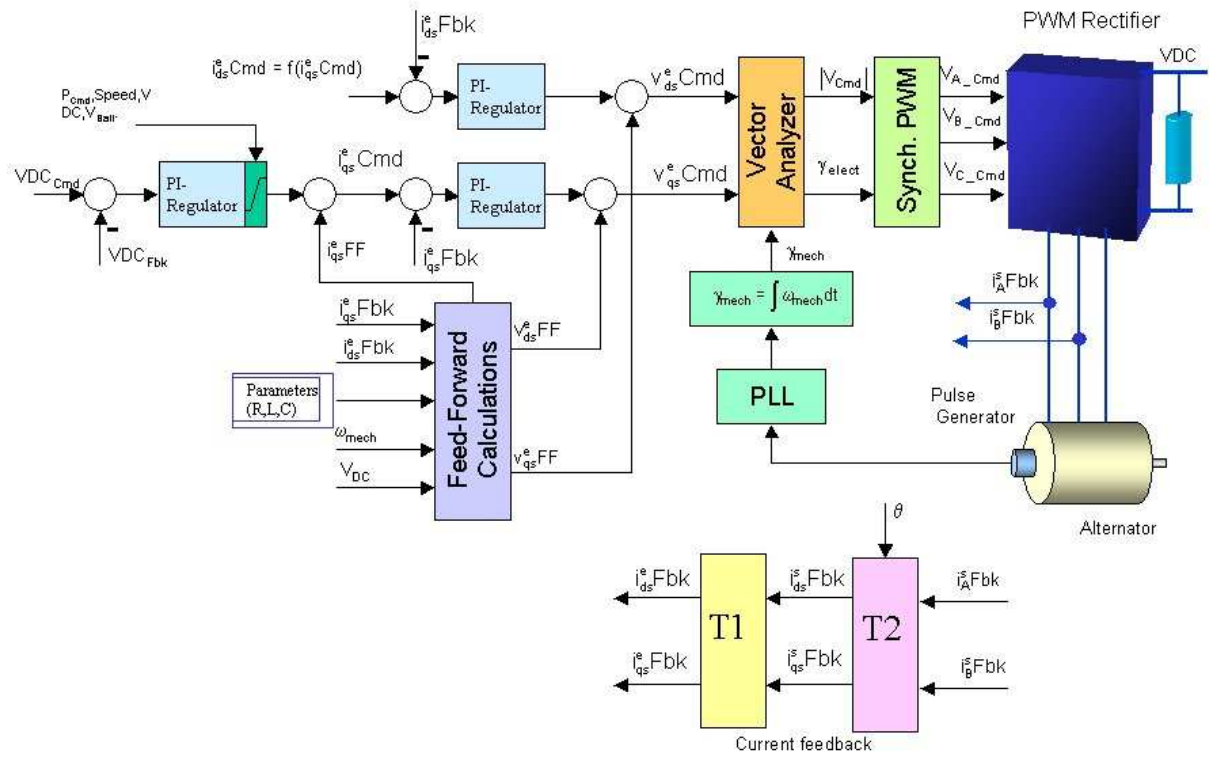 PWM Rectifier
i^e_ds Fbk
-
i^e_ds Cmd = f(i^e_qs Cmd)
PI-
Regulator
v^e_ds Cmd
|V_Cmd|
V_A_Cmd
VDC
P_Cmd,Speed,V
DC,V_Ball.
Vector
Analyzer
Synch. PWM
V_B_Cmd
VDC_Cmd
-
VDC_Fbk
PI-
Regulator
i^e_qs Cmd
-
PI-
Regulator
v^e_qs Cmd
γ_elect
V_C_Cmd
i^e_qs FF
i^e_qs Fbk
γ_mech
γ_mech = ∫ ω_mech dt
i^s_A Fbk
i^s_B Fbk
i^e_qs Fbk
i^e_ds Fbk
Parameters
(R,L,C)
ω_mech
V_DC
Feed-Forward
Calculations
v^e_ds FF
v^e_qs FF
PLL
Pulse
Generator
Alternator
θ
i^e_ds Fbk
i^s_ds Fbk
i^s_A Fbk
T1
T2
i^e_qs Fbk
i^s_qs Fbk
i^s_B Fbk
Current feedback